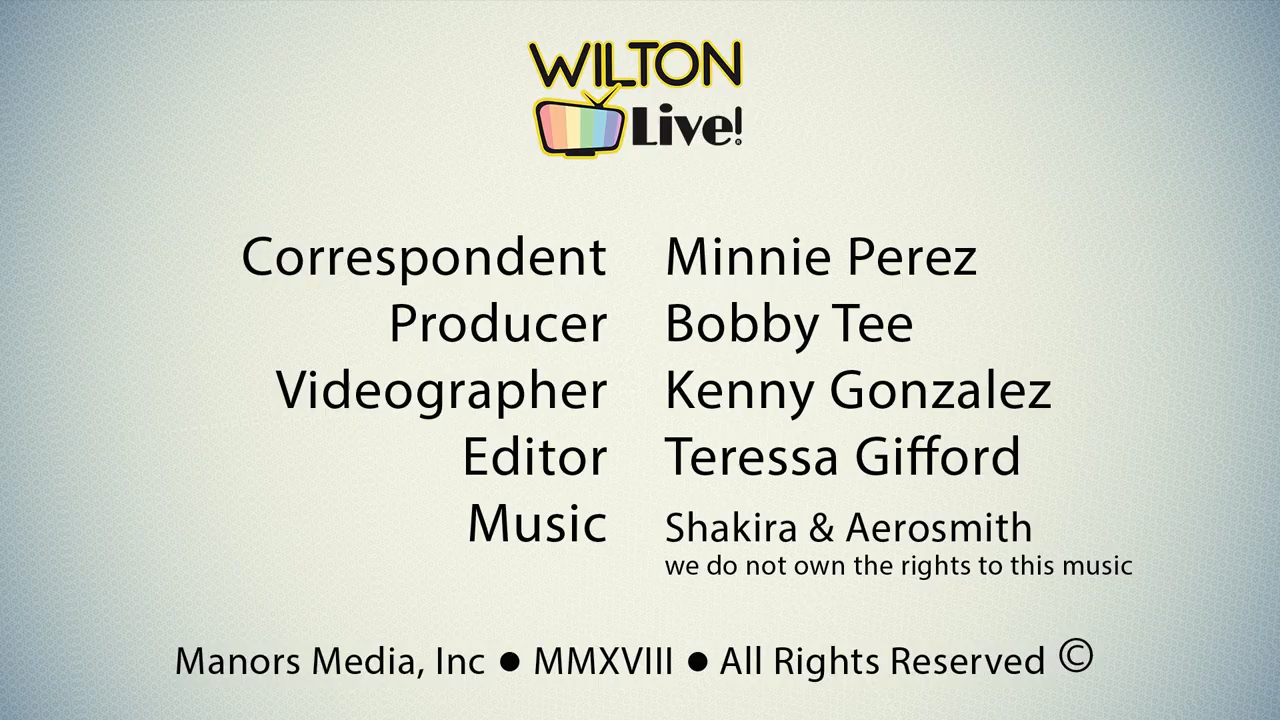 WILTON
Live!
Correspondent Minnie Perez
Producer Bobby Tee
Videographer Kenny Gonzalez
Editor Teressa Gifford
Music Shakira & Aerosmith
we do not own the rights to this music
Manors Media, Inc ● MMXVIII ● All Rights Reserved ©